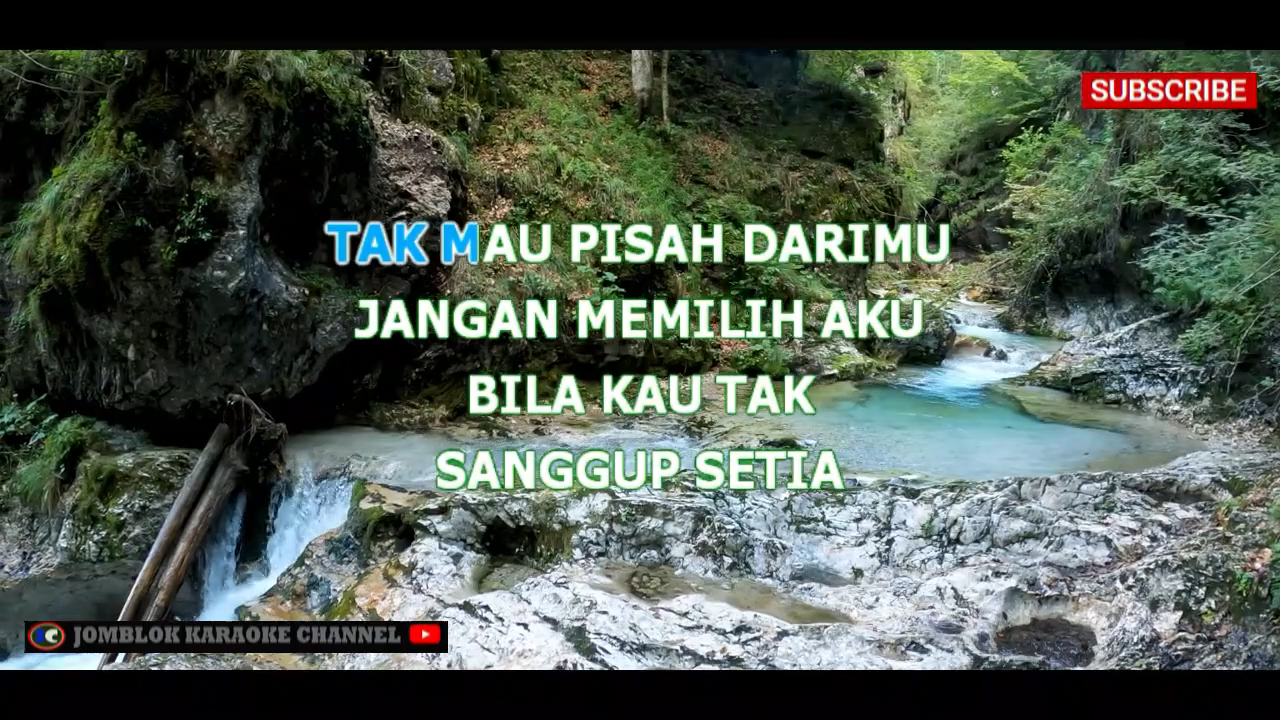 SUBSCRIBE
TAK MAU PISAH DARIMU
JANGAN MEMILIH AKU
BILA KAU TAK
SANGGUP SETIA
JOMBLOK KARAOKE CHANNEL